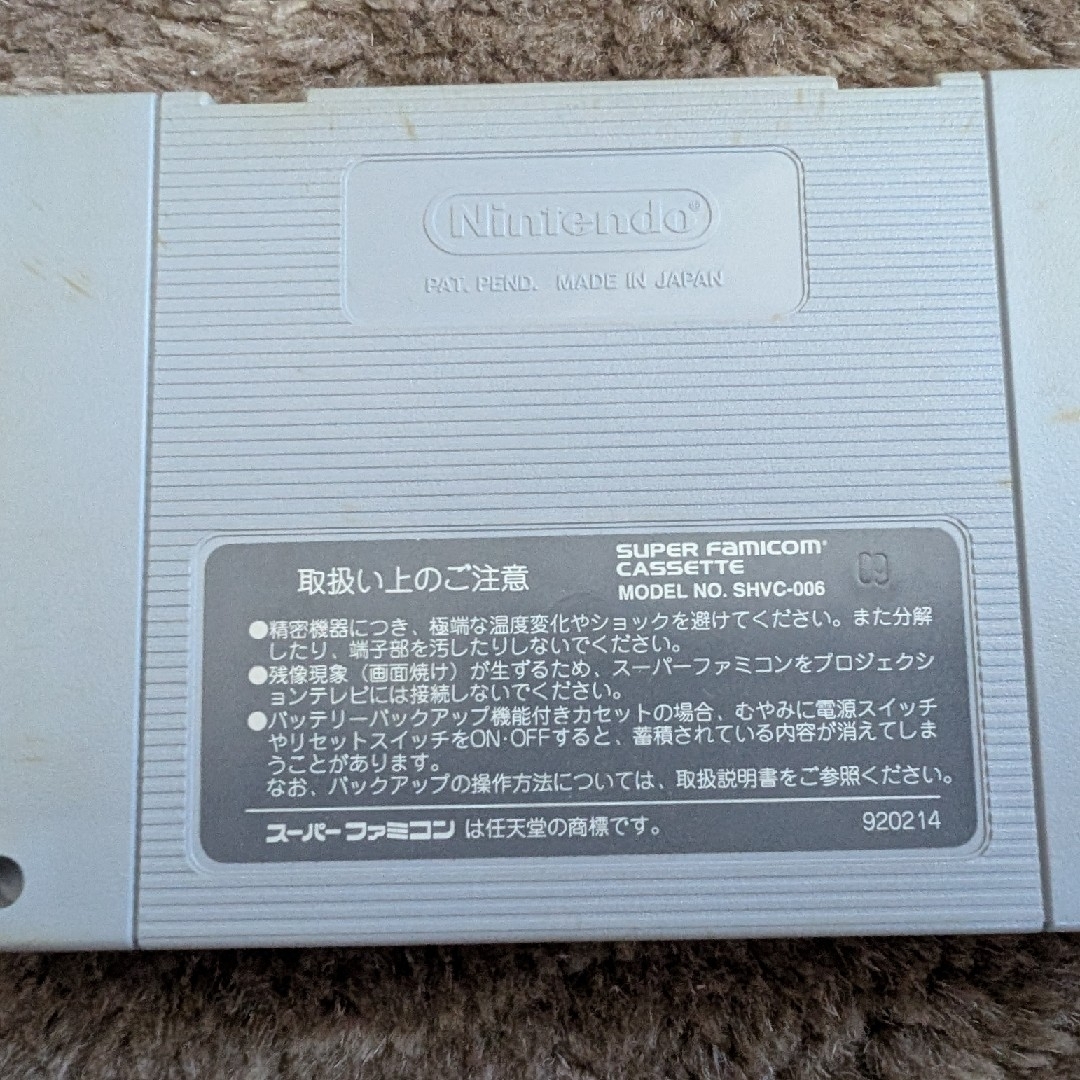 Nintendo®
PAT. PEND. MADE IN JAPAN
取扱い上のご注意
SUPER FAMICOM®
CASSETTE
MODEL NO. SHVC-006
●精密機器につき、極端な温度変化やショックを避けてください。また分解
したり、端子部を汚したりしないでください。
●残像現象（画面焼け）が生ずるため、スーパーファミコンをプロジェクシ
ョンテレビには接続しないでください。
●バッテリーバックアップ機能付きカセットの場合、むやみに電源スイッチ
やリセットスイッチをON·OFFすると、蓄積されている内容が消えてしま
うことがあります。
なお、バックアップの操作方法については、取扱説明書をご参照ください。
スーパーファミコン は任天堂の商標です。
920214